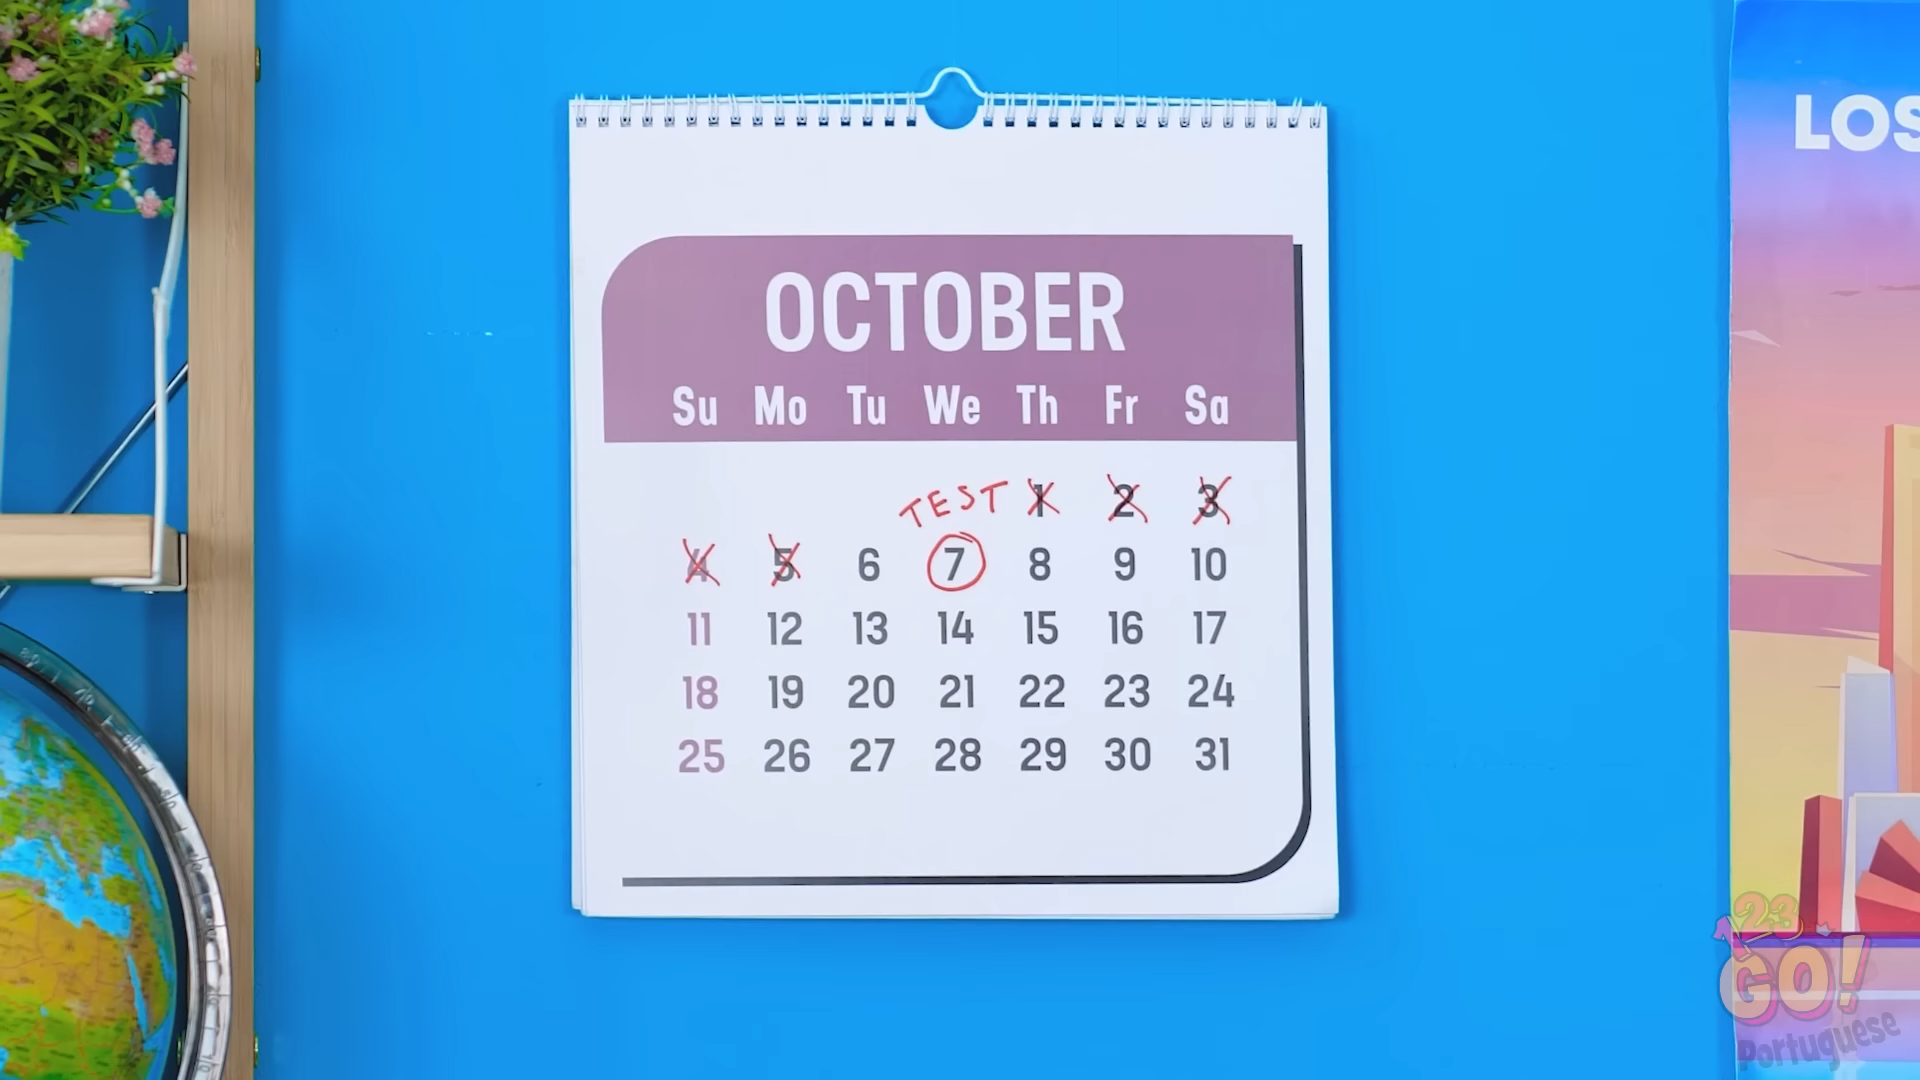 OCTOBER
Su Mo Tu We Th Fr Sa
TEST 1 2 3
4 5 6 7 8 9 10
11 12 13 14 15 16 17
18 19 20 21 22 23 24
25 26 27 28 29 30 31
LOS
123
GO!
Portuguese